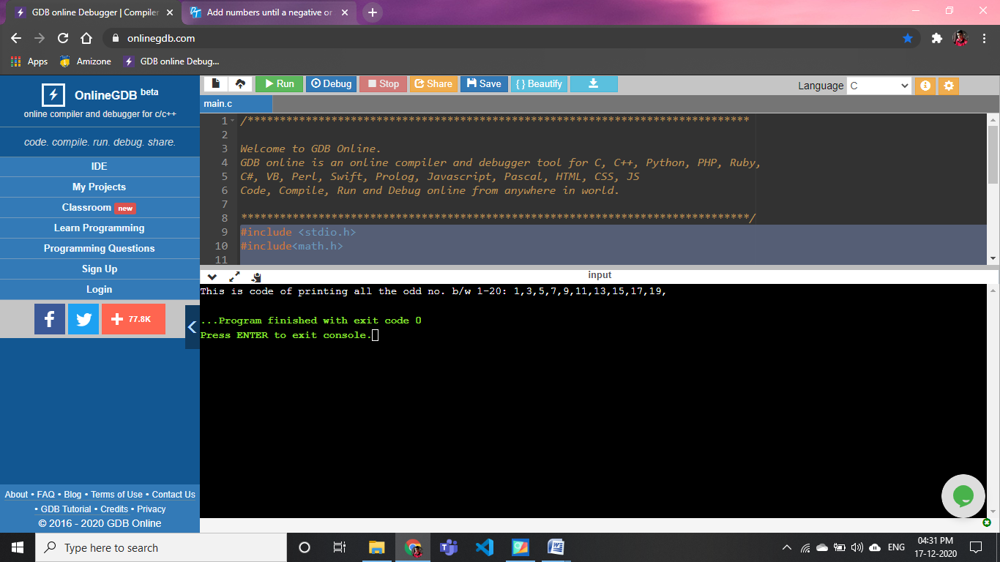 GDB online Debugger | Compiler
Add numbers until a negative or
onlinegdb.com
Apps
Amizone
GDB online Debug...
OnlineGDB beta
online compiler and debugger for c/c++
code. compile. run. debug. share.
IDE
My Projects
Classroom new
Learn Programming
Programming Questions
Sign Up
Login
77.8K
About • FAQ • Blog • Terms of Use • Contact Us
• GDB Tutorial • Credits • Privacy
© 2016 - 2020 GDB Online
Run
Debug
Stop
Share
Save
{ } Beautify
Language C
main.c
1 /******************************************************************************
2
3 Welcome to GDB Online.
4 GDB online is an online compiler and debugger tool for C, C++, Python, PHP, Ruby,
5 C#, VB, Perl, Swift, Prolog, Javascript, Pascal, HTML, CSS, JS
6 Code, Compile, Run and Debug online from anywhere in world.
7
8 *******************************************************************************/
9 #include <stdio.h>
10 #include<math.h>
11
input
This is code of printing all the odd no. b/w 1-20: 1,3,5,7,9,11,13,15,17,19,
...Program finished with exit code 0
Press ENTER to exit console.
Type here to search
ENG
04:31 PM
17-12-2020